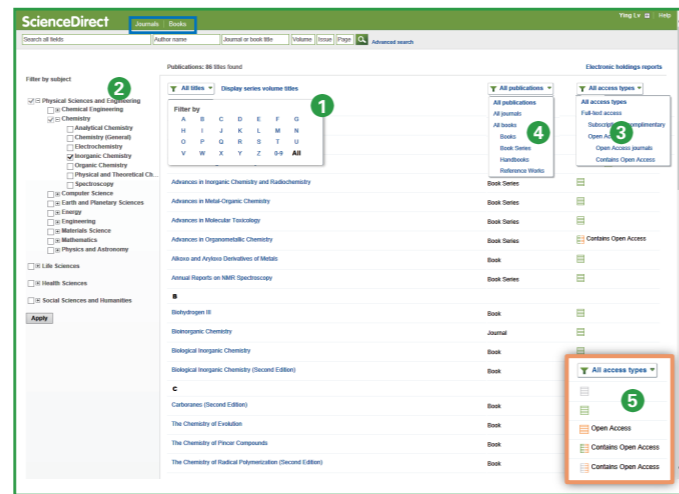 Ying Lv Help
ScienceDirect Journals Books
Search all fields Author name Journal or book title Volume Issue Page Advanced search
Publications: 86 titles found Electronic holdings reports
Filter by subject
2
All titles Display series volume titles All publications All access types
1
Filter by
A B C D E F G
H I J K L M N
O P Q R S T U
V W X Y Z 0-9 All
All publications
All journals
All books
Books
Book Series
Handbooks
Reference Works
4
All access types
Full-text access
Subscription complimentary
Open Ac
Open Access journals
Contains Open Access
3
Physical Sciences and Engineering
Chemical Engineering
Chemistry
Analytical Chemistry
Chemistry (General)
Electrochemistry
Inorganic Chemistry
Organic Chemistry
Physical and Theoretical Ch...
Spectroscopy
Computer Science
Earth and Planetary Sciences
Energy
Engineering
Materials Science
Mathematics
Physics and Astronomy
Life Sciences
Health Sciences
Social Sciences and Humanities
Apply
Advances in Inorganic Chemistry and Radiochemistry Book Series
Advances in Metal-Organic Chemistry Book Series
Advances in Molecular Toxicology Book Series
Advances in Organometallic Chemistry Book Series Contains Open Access
Alkoxo and Aryloxo Derivatives of Metals Book
Annual Reports on NMR Spectroscopy Book Series
B
Biohydrogen III Book
Bioinorganic Chemistry Journal
Biological Inorganic Chemistry Book
Biological Inorganic Chemistry (Second Edition) Book
C
Carboranes (Second Edition) Book
The Chemistry of Evolution Book
The Chemistry of Pincer Compounds Book
The Chemistry of Radical Polymerization (Second Edition) Book
All access types
5
Open Access
Contains Open Access
Contains Open Access